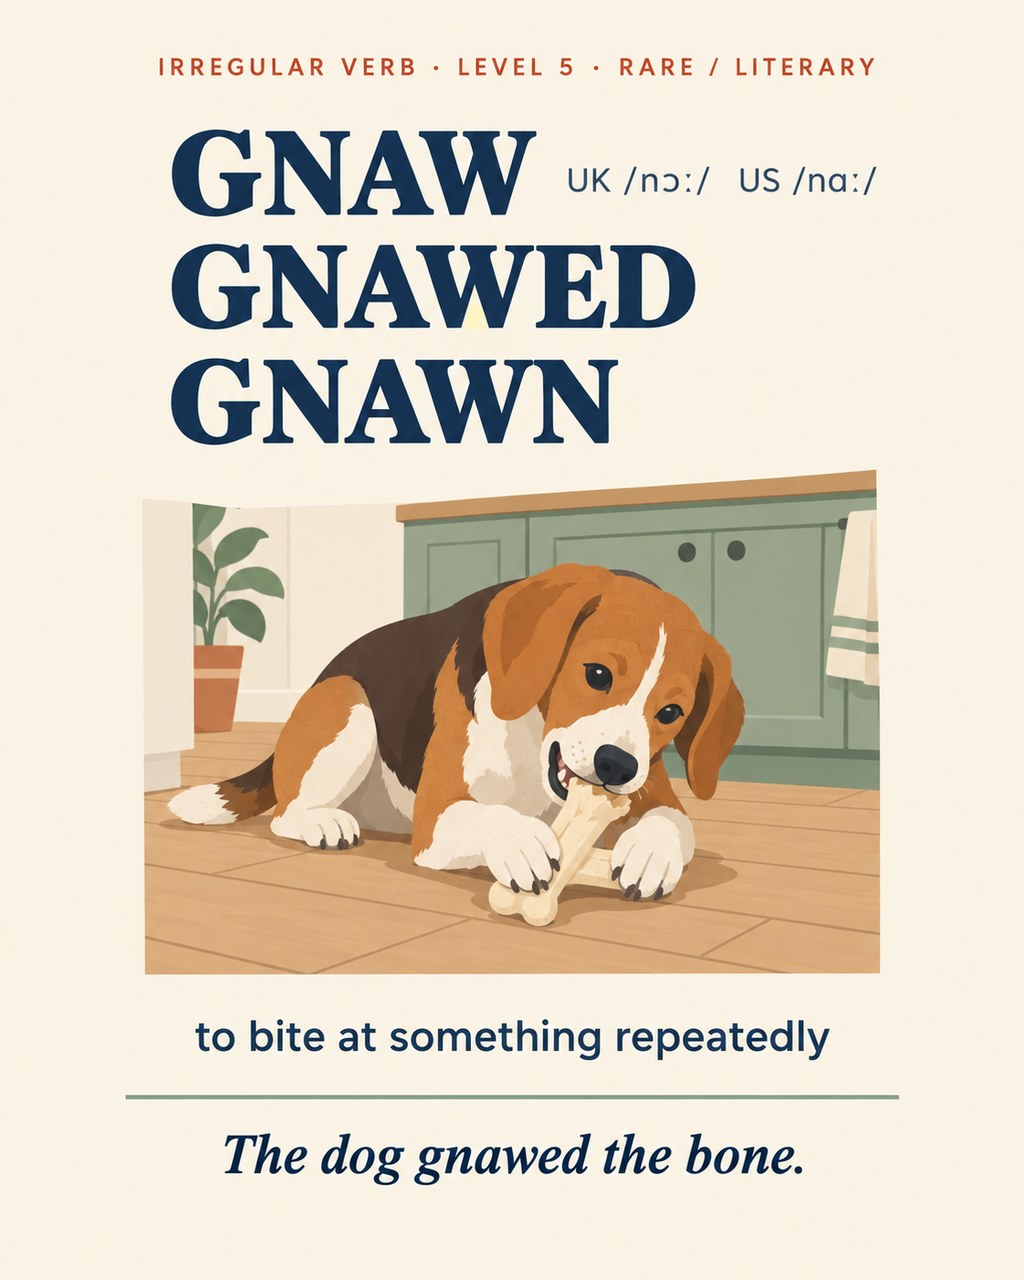 IRREGULAR VERB · LEVEL 5 · RARE / LITERARY
GNAW UK /nɔː/ US /nɑː/
GNAWED
GNAWN
to bite at something repeatedly
The dog gnawed the bone.